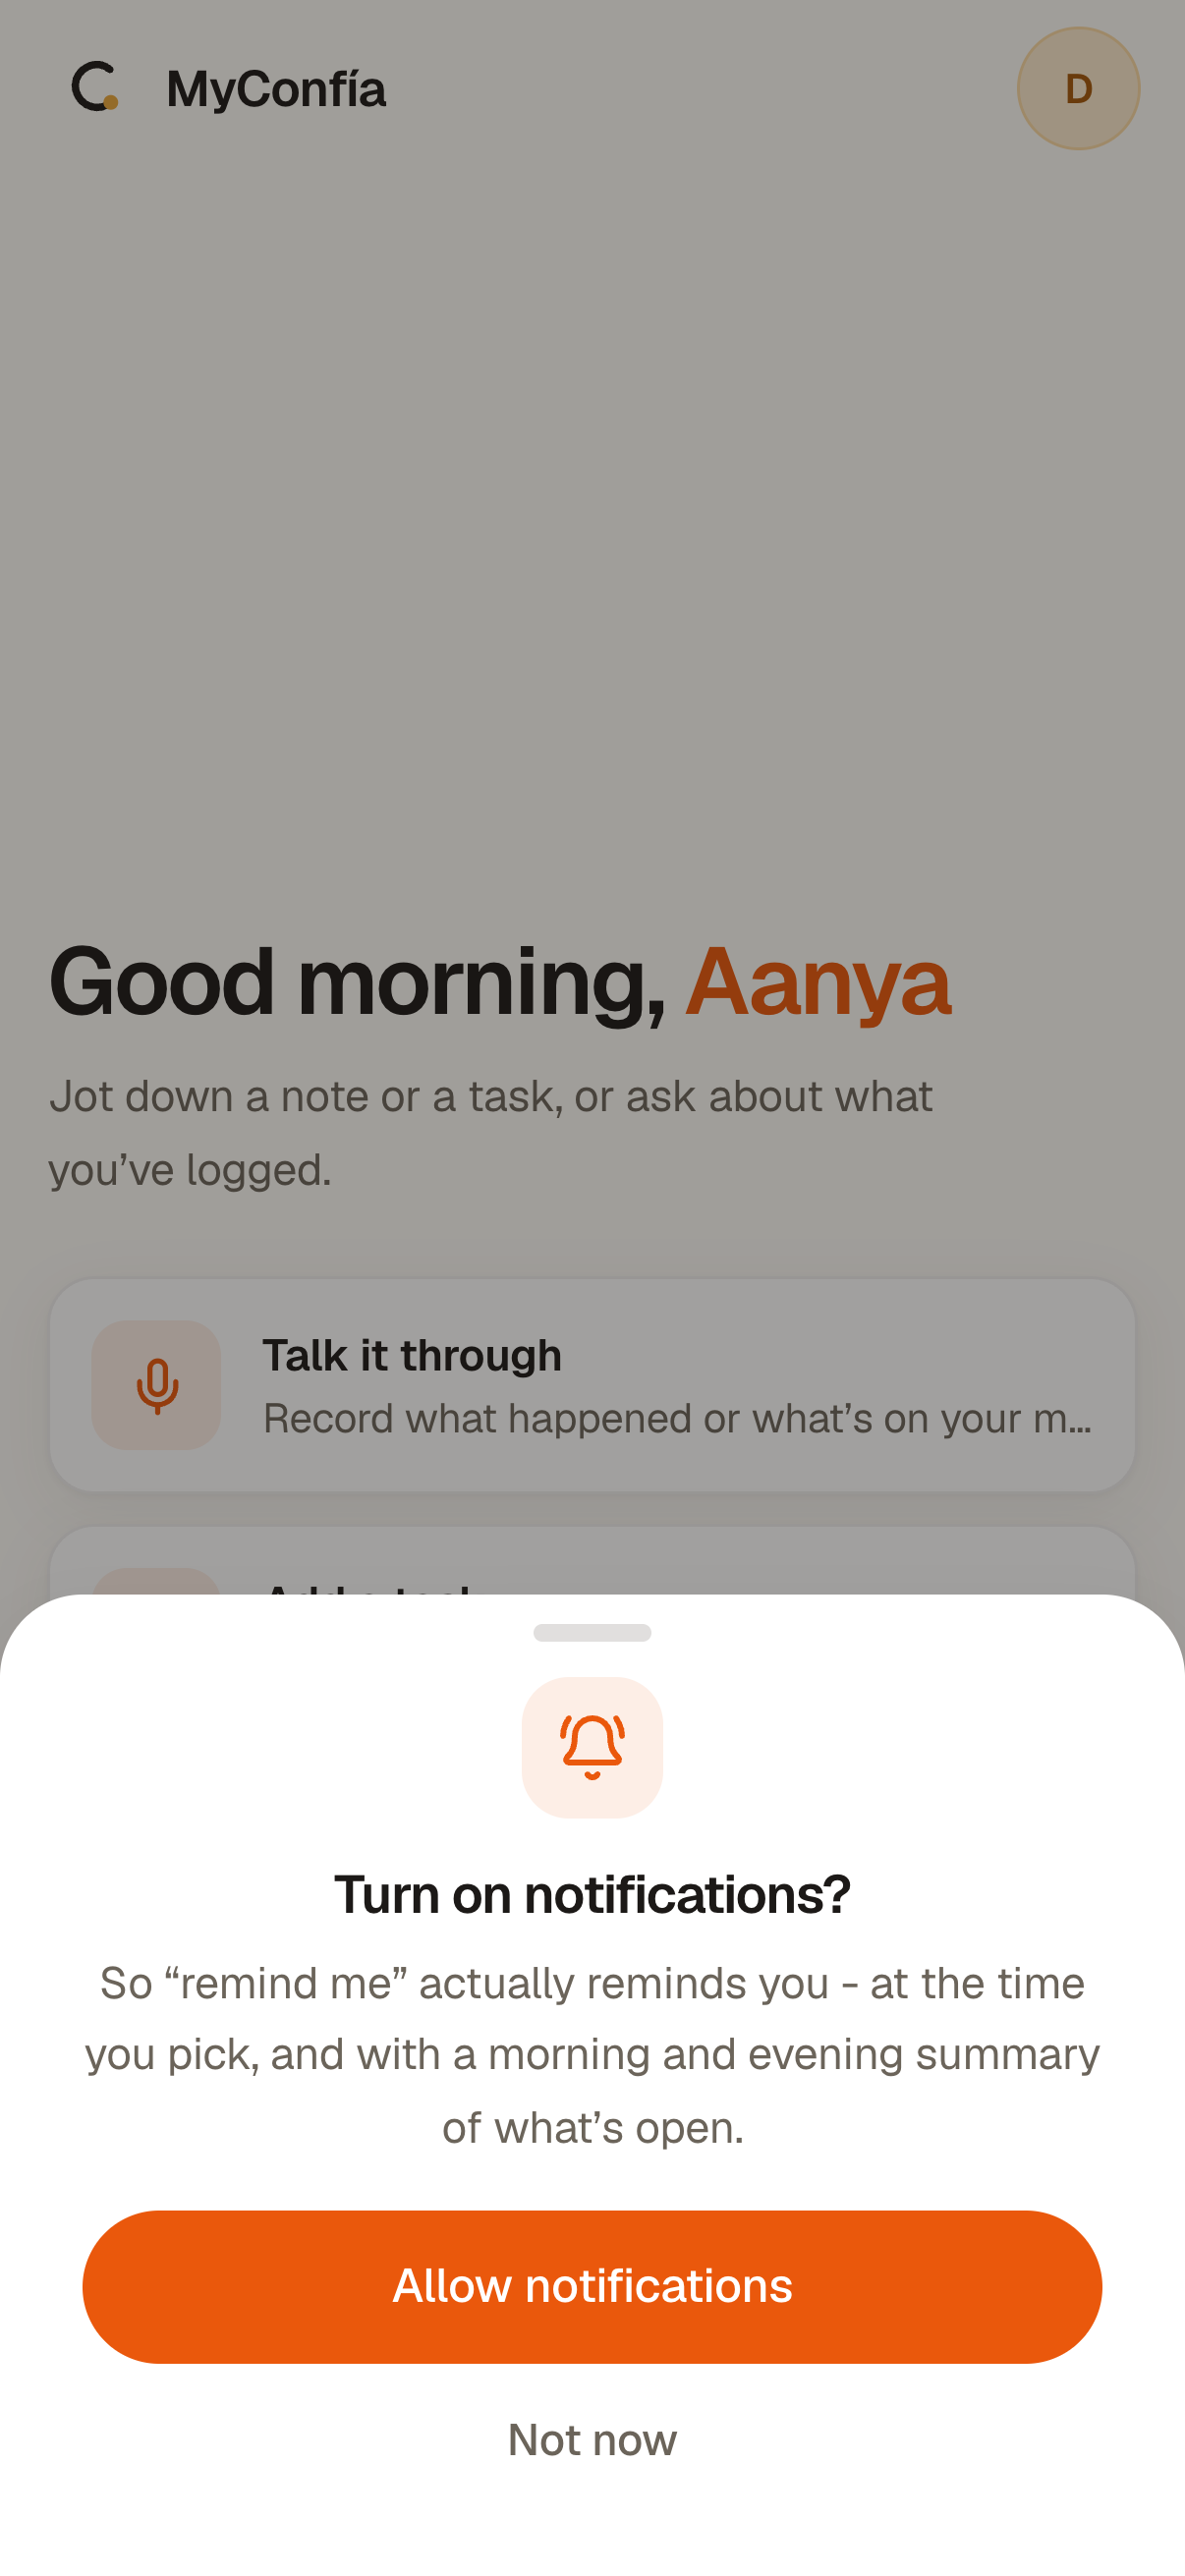 MyConfía
D
Good morning, Aanya
Jot down a note or a task, or ask about what
you’ve logged.
Talk it through
Record what happened or what’s on your m...
Turn on notifications?
So “remind me” actually reminds you - at the time
you pick, and with a morning and evening summary
of what’s open.
Allow notifications
Not now